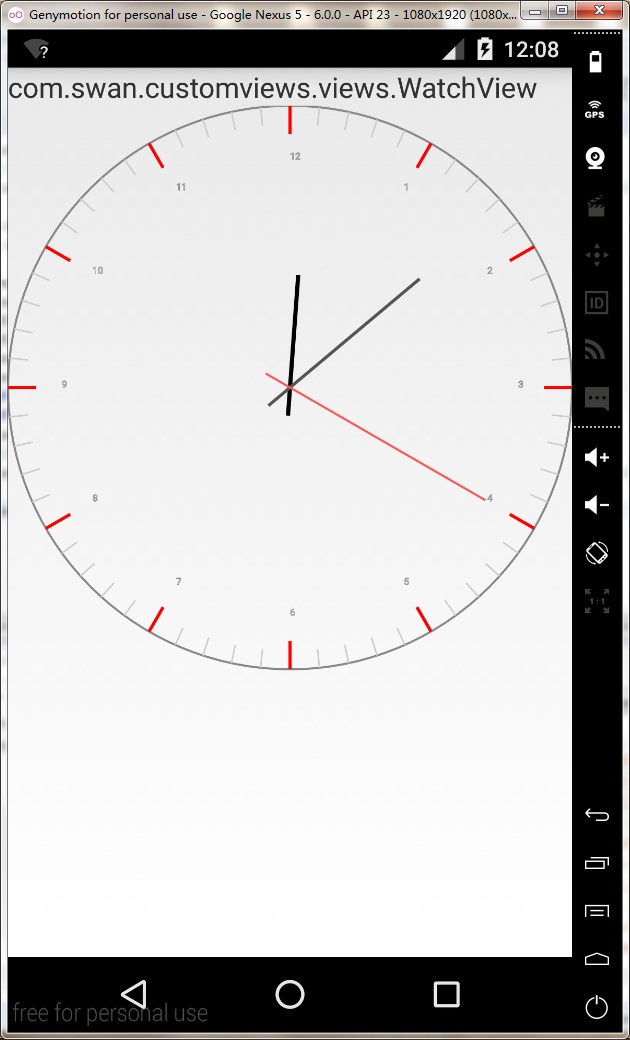 Genymotion for personal use - Google Nexus 5 - 6.0.0 - API 23 - 1080x1920 (1080x...
? 12:08
com.swan.customviews.views.WatchView
GPS
12
11 1
10 2
ID
9 3
8 4
7 5
6
1:1
free for personal use